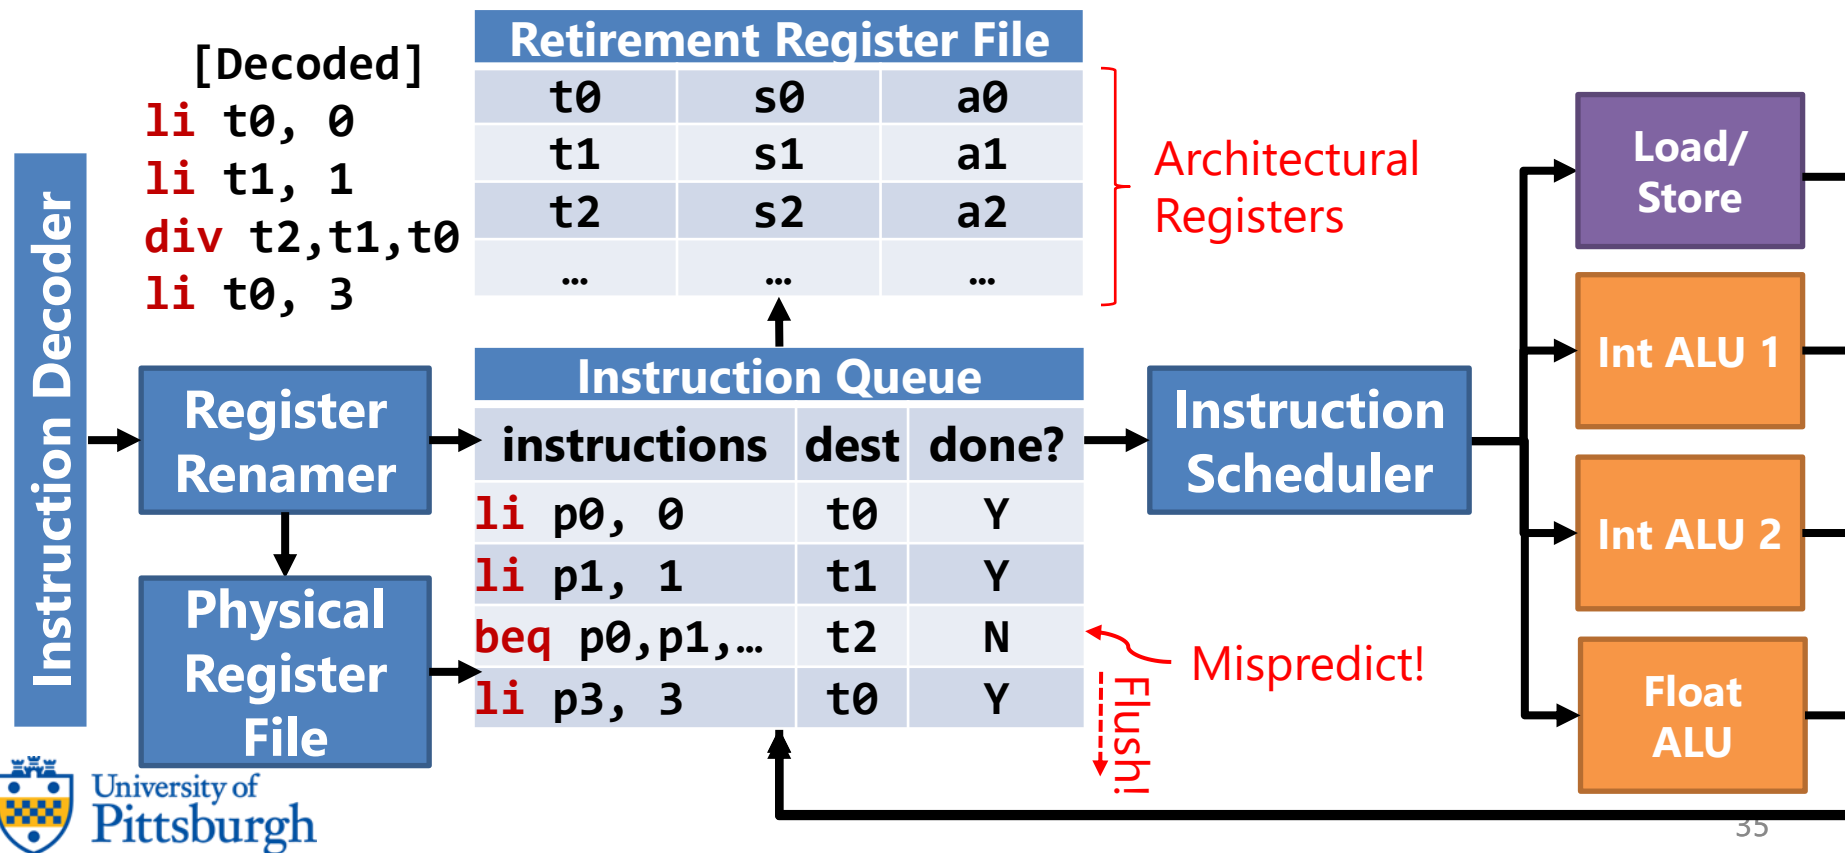 Instruction Decoder
[Decoded]
li t0, 0
li t1, 1
div t2,t1,t0
li t0, 3
Retirement Register File
t0 s0 a0
t1 s1 a1
t2 s2 a2
… … …
Architectural
Registers
Register
Renamer
Physical
Register
File
Instruction Queue
instructions dest done?
li p0, 0 t0 Y
li p1, 1 t1 Y
beq p0,p1,… t2 N
li p3, 3 t0 Y
Mispredict!
Flush!
Instruction
Scheduler
Load/
Store
Int ALU 1
Int ALU 2
Float
ALU
University of
Pittsburgh
35